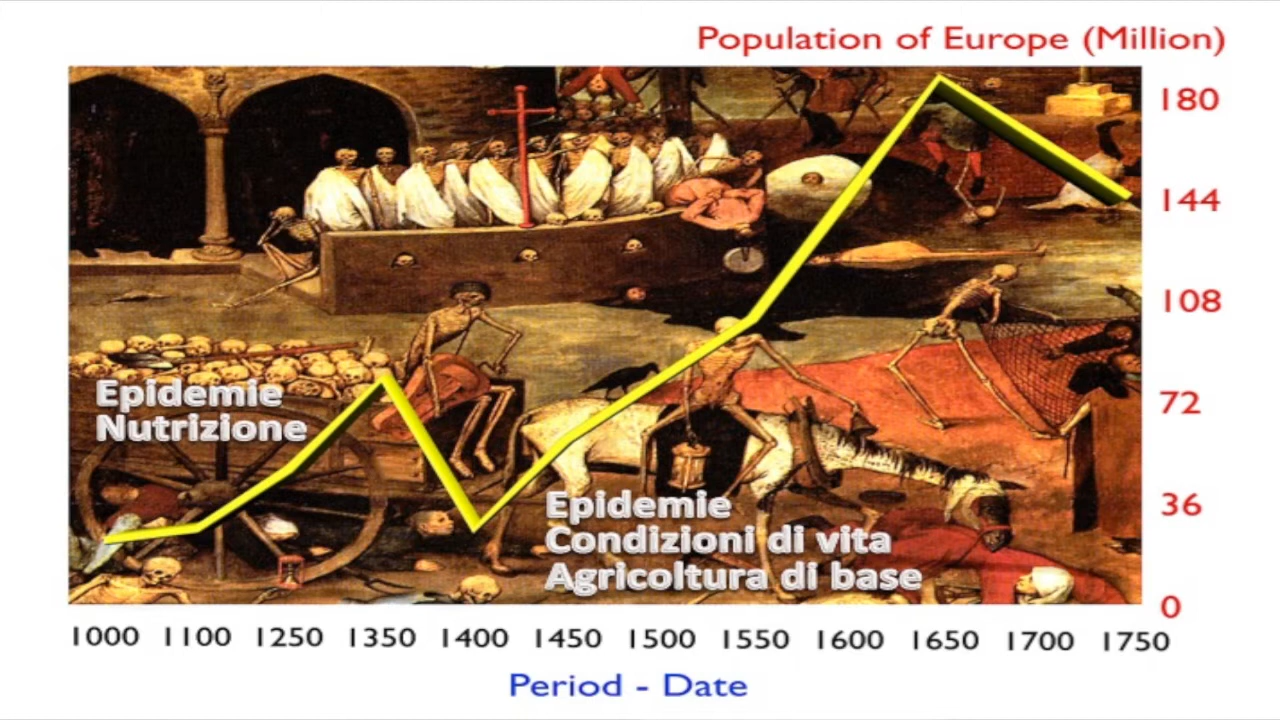 Population of Europe (Million)
180
144
108
72
36
0
Epidemie
Nutrizione
Epidemie
Condizioni di vita
Agricoltura di base
1000 1100 1250 1350 1400 1450 1500 1550 1600 1650 1700 1750
Period - Date